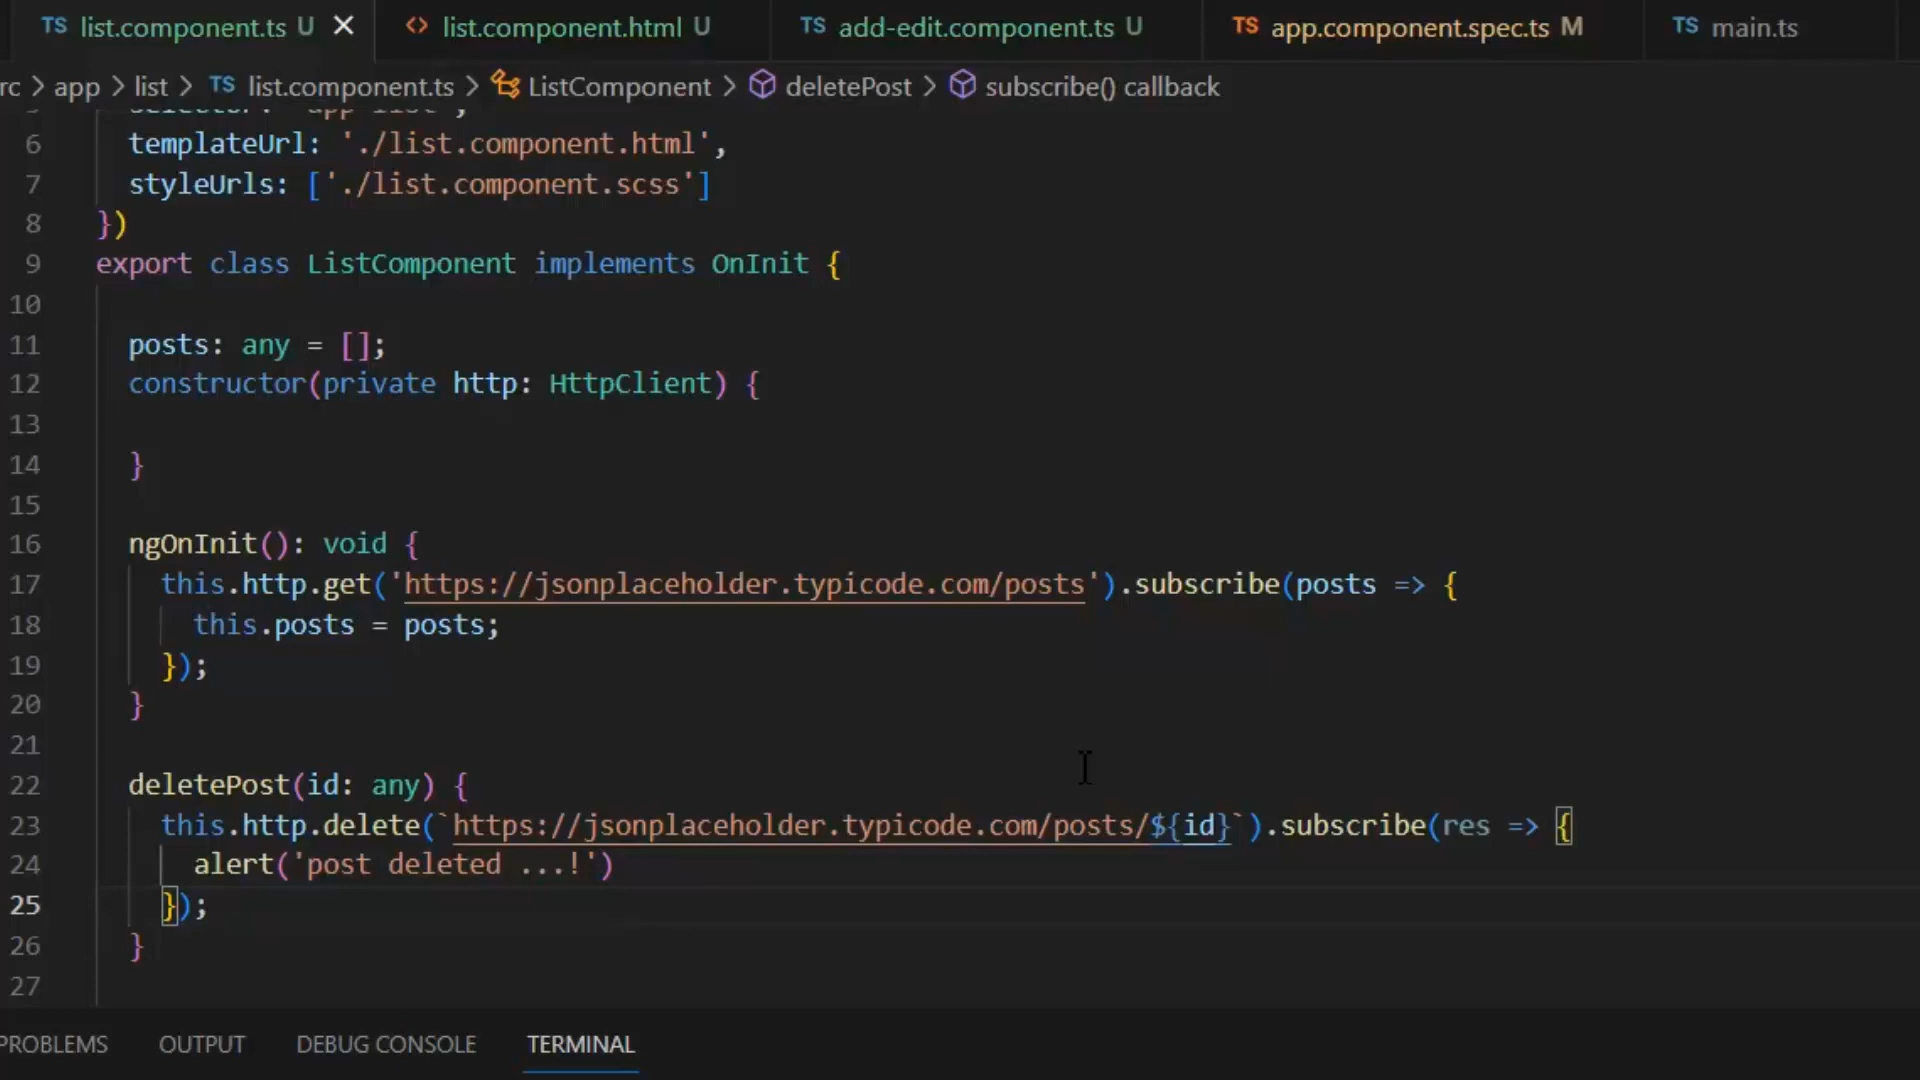 TS list.component.ts U × <> list.component.html U TS add-edit.component.ts U TS app.component.spec.ts M TS main.ts
rc > app > list > TS list.component.ts > ListComponent > deletePost > subscribe() callback
6 templateUrl: './list.component.html',
7 styleUrls: ['./list.component.scss']
8 })
9 export class ListComponent implements OnInit {
10
11 posts: any = [];
12 constructor(private http: HttpClient) {
13
14 }
15
16 ngOnInit(): void {
17 this.http.get('https://jsonplaceholder.typicode.com/posts').subscribe(posts => {
18 this.posts = posts;
19 });
20 }
21
22 deletePost(id: any) {
23 this.http.delete(`https://jsonplaceholder.typicode.com/posts/${id}`).subscribe(res => {
24 alert('post deleted ...!')
25 });
26 }
27
PROBLEMS OUTPUT DEBUG CONSOLE TERMINAL